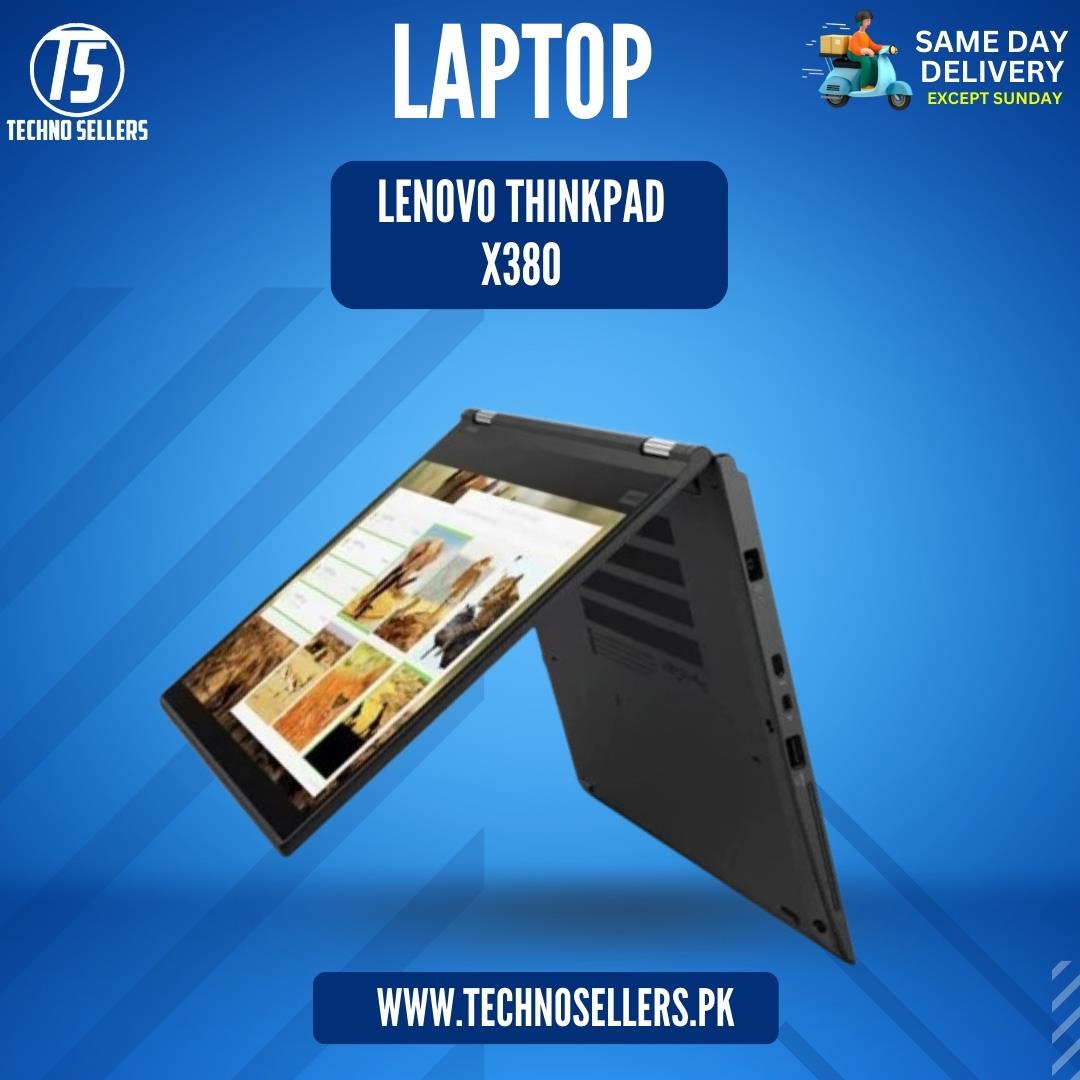 TS
TECHNO SELLERS
LAPTOP
SAME DAY
DELIVERY
EXCEPT SUNDAY
LENOVO THINKPAD
X380
WWW.TECHNOSELLERS.PK